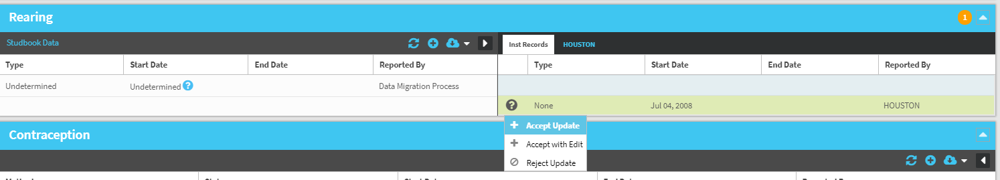 Rearing
1
Studbook Data
Inst Records HOUSTON
Type Start Date End Date Reported By
Type Start Date End Date Reported By
Undetermined Undetermined ? Data Migration Process
? None Jul 04, 2008 HOUSTON
Accept Update
Accept with Edit
Reject Update
Contraception